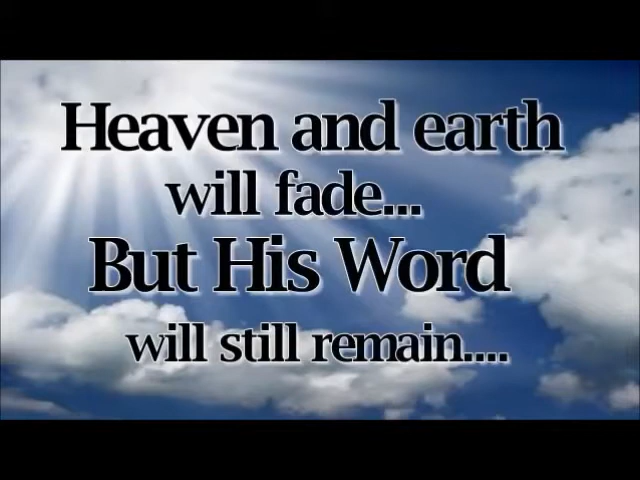 Heaven and earth
will fade...
But His Word
will still remain....